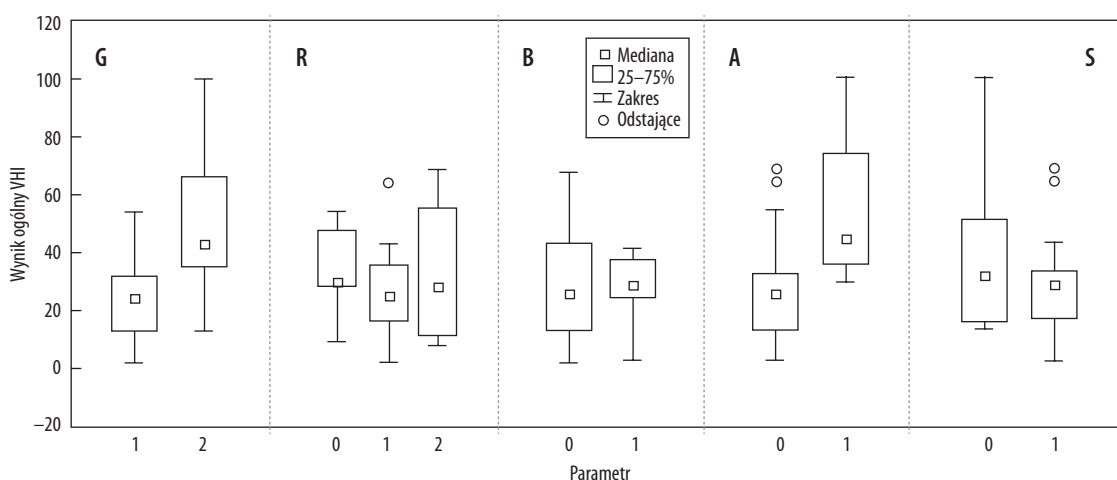 120
100
80
60
40
20
0
–20
Wynik ogólny VHI
G
R
B
A
S
Mediana
25–75%
Zakres
Odstające
1 2 0 1 2 0 1 0 1 0 1
Parametr